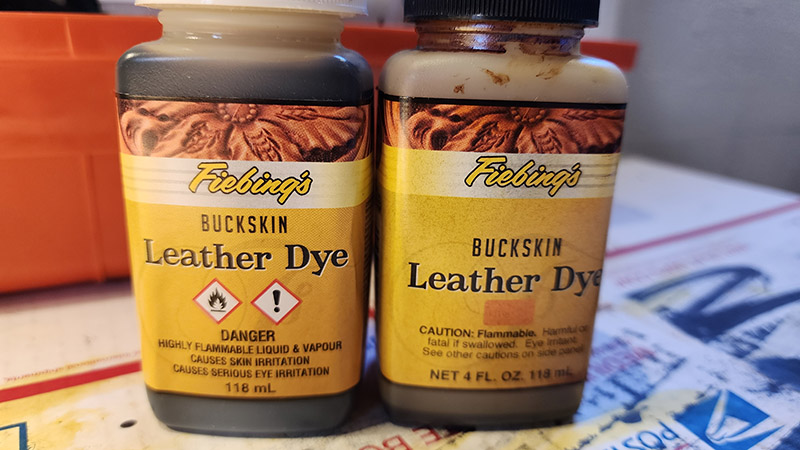 Fiebing's
BUCKSKIN
Leather Dye
DANGER
HIGHLY FLAMMABLE LIQUID & VAPOUR
CAUSES SKIN IRRITATION
CAUSES SERIOUS EYE IRRITATION
118 mL
Fiebing's
BUCKSKIN
Leather Dye
CAUTION: Flammable. Harmful or
fatal if swallowed. Eye irritant.
See other cautions on side panel.
NET 4 FL. OZ. 118 mL
POST